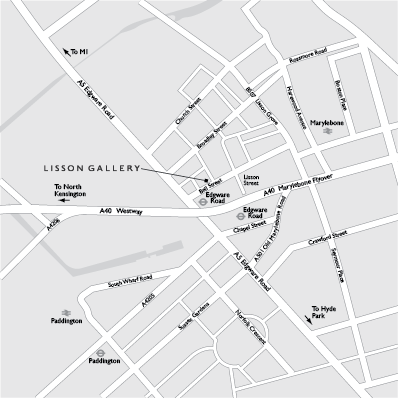 To M1
A5 Edgware Road
Church Street
Broadley Street
B507 Lisson Grove
Rossmore Road
Harewood Avenue
Boston Place
Marylebone
LISSON GALLERY
Bell Street
Lisson
Street
To North
Kensington
Edgware
Road
A40 Marylebone Flyover
A40 Westway
Edgware
Road
Chapel Street
A501 Old Marylebone Road
Crawford Street
A4206
A5 Edgware Road
Seymour Place
South Wharf Road
A4205
Sussex Gardens
Norfolk Crescent
To Hyde
Park
Paddington
Paddington